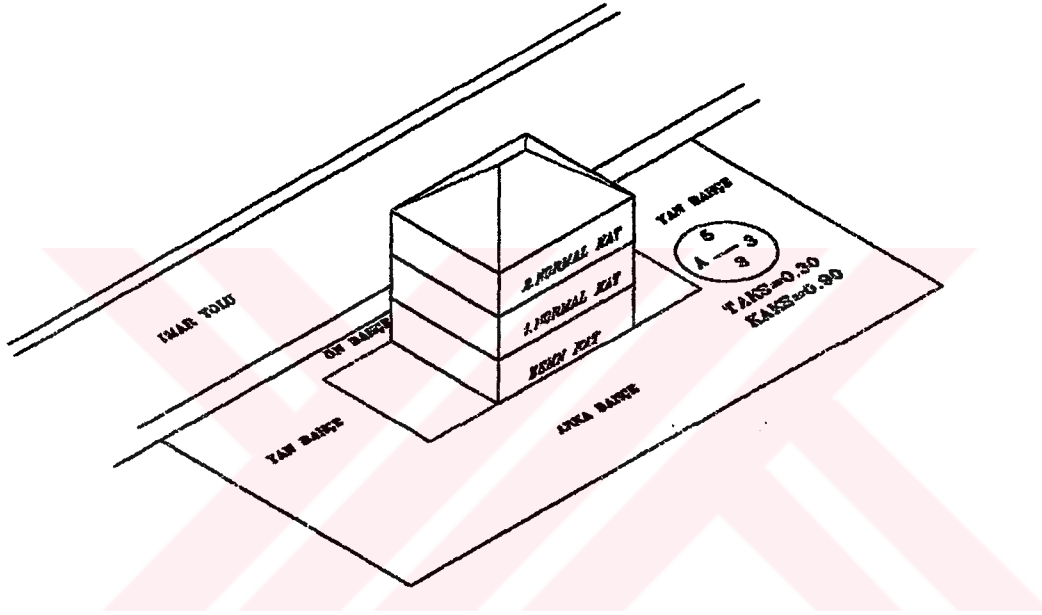 YAN BAHÇE
5
A — 3
3
TAKS=0.30
KAKS=0.90
2.NORMAL KAT
1.NORMAL KAT
ZEMN KAT
İMAR YOLU
ÖN BAHÇE
YAN BAHÇE
ARKA BAHÇE